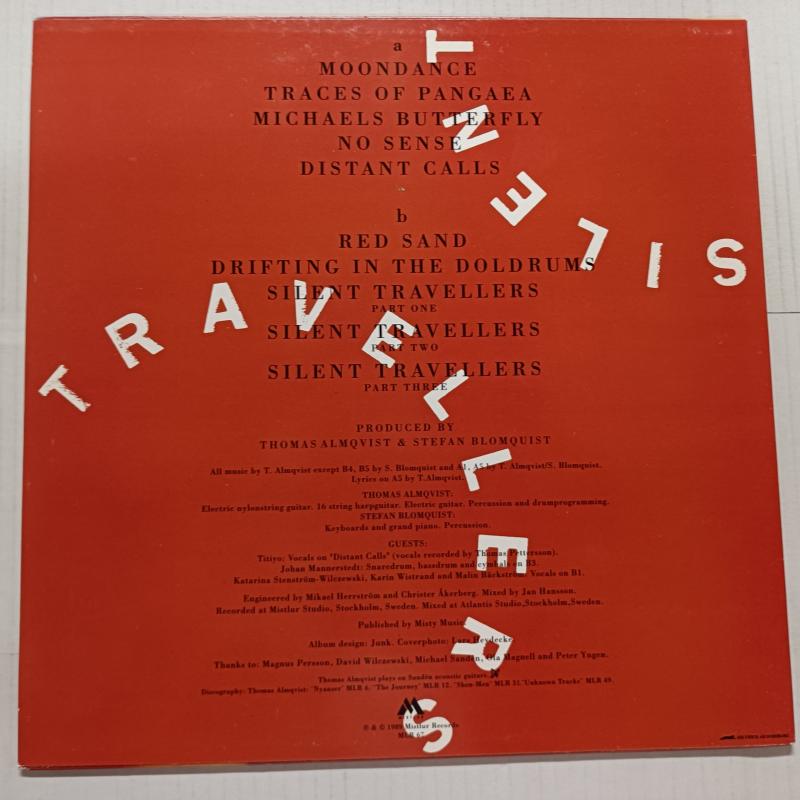 a
MOONDANCE
TRACES OF PANGAEA
MICHAELS BUTTERFLY
NO SENSE
DISTANT CALLS
b
RED SAND
DRIFTING IN THE DOLDRUMS
SILENT TRAVELLERS
PART ONE
SILENT TRAVELLERS
PART TWO
SILENT TRAVELLERS
PART THREE
SILENT
TRAVELLERS
PRODUCED BY
THOMAS ALMQVIST & STEFAN BLOMQUIST
All music by T. Almqvist except B4, B5 by S. Blomquist and A1, A5 by T. Almqvist/S. Blomquist.
Lyrics on A5 by T.Almqvist.
THOMAS ALMQVIST:
Electric nylonstring guitar. 16 string harpguitar. Electric guitar. Percussion and drumprogramming.
STEFAN BLOMQUIST:
Keyboards and grand piano. Percussion.
GUESTS:
Titiyo: Vocals on "Distant Calls" (vocals recorded by Thomas Pettersson).
Johan Mannerstedt: Snaredrum, bassdrum and cymbals on B3.
Katarina Stenström-Wilczewski, Karin Wistrand and Malin Bäckström Vocals on B1.
Engineered by Mikael Herrström and Christer Åkerberg. Mixed by Jan Hansson.
Recorded at Mistlur Studio, Stockholm, Sweden. Mixed at Atlantis Studio,Stockholm,Sweden.
Published by Misty Music.
Album design: Junk. Coverphoto: Lars Heydecke.
Thanks to: Magnus Persson, David Wilczewski, Michael Sandén, Ola Magnell and Peter Yngen.
Thomas Almqvist plays on Sandén acoustic guitars.
Discography: Thomas Almqvist: "Nyanser" MLR 6. "The Journey" MLR 12. "Shen-Men" MLR 31. "Unknown Tracks" MLR 49.
℗ & © 1989 Mistlur Records
MLR 67